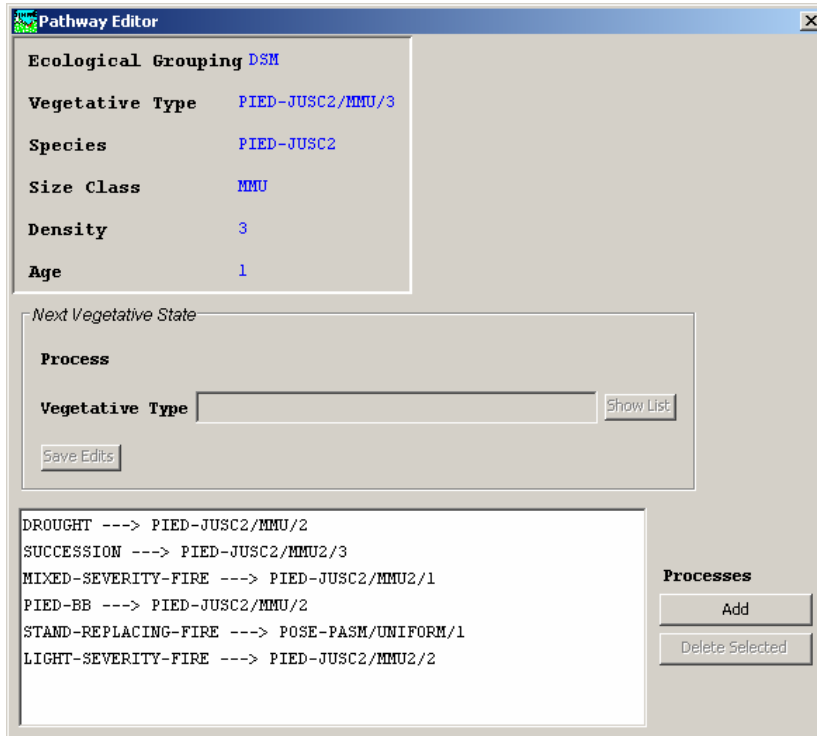 Pathway Editor
Ecological Grouping DSM
Vegetative Type PIED-JUSC2/MMU/3
Species PIED-JUSC2
Size Class MMU
Density 3
Age 1
Next Vegetative State
Process
Vegetative Type Show List
Save Edits
DROUGHT ---> PIED-JUSC2/MMU/2
SUCCESSION ---> PIED-JUSC2/MMU2/3
MIXED-SEVERITY-FIRE ---> PIED-JUSC2/MMU2/1
PIED-BB ---> PIED-JUSC2/MMU/2
STAND-REPLACING-FIRE ---> POSE-PASM/UNIFORM/1
LIGHT-SEVERITY-FIRE ---> PIED-JUSC2/MMU2/2
Processes
Add
Delete Selected